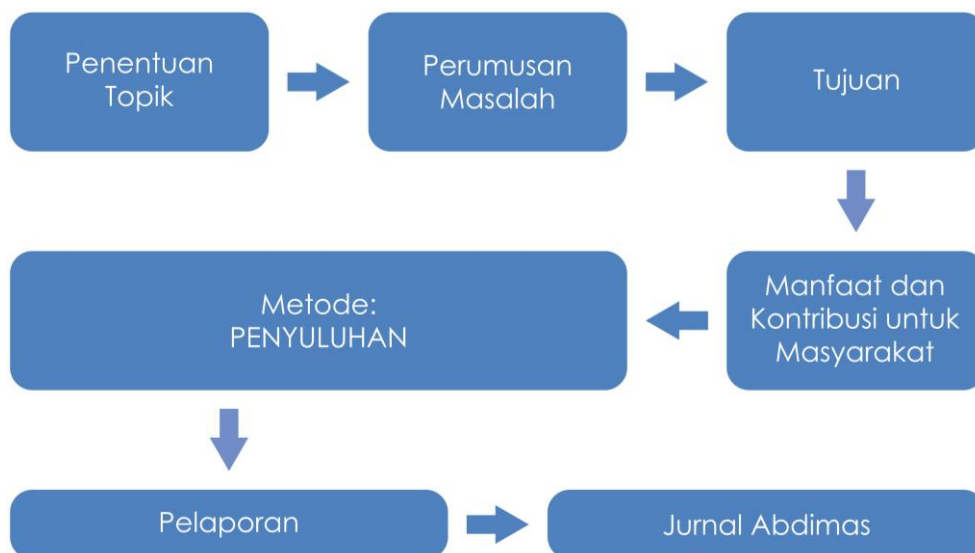 Penentuan
Topik
Perumusan
Masalah
Tujuan
Manfaat dan
Kontribusi untuk
Masyarakat
Metode:
PENYULUHAN
Pelaporan
Jurnal Abdimas